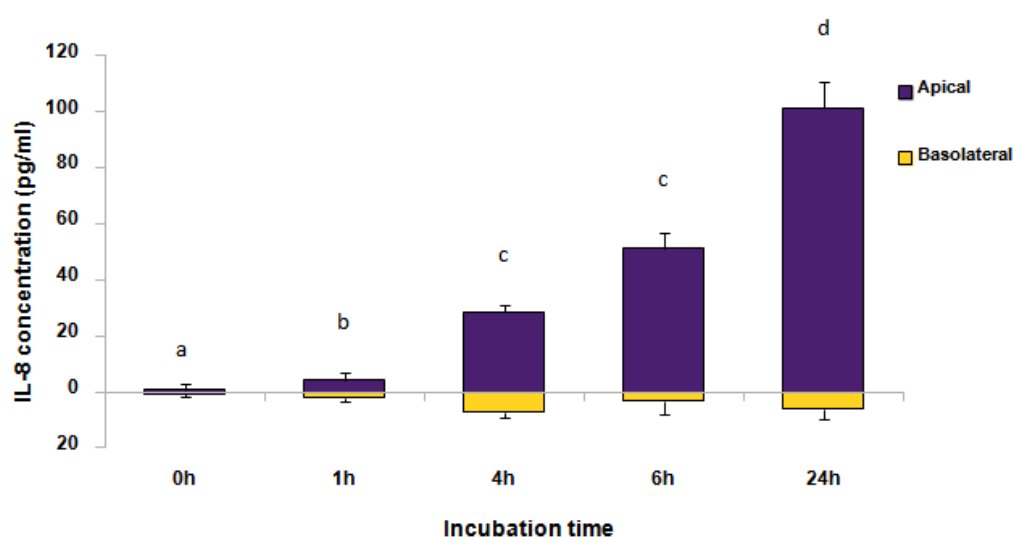 d
120
Apical
100
Basolateral
80
c
60
c
40
b
20
a
0
20
0h 1h 4h 6h 24h
IL-8 concentration (pg/ml)
Incubation time